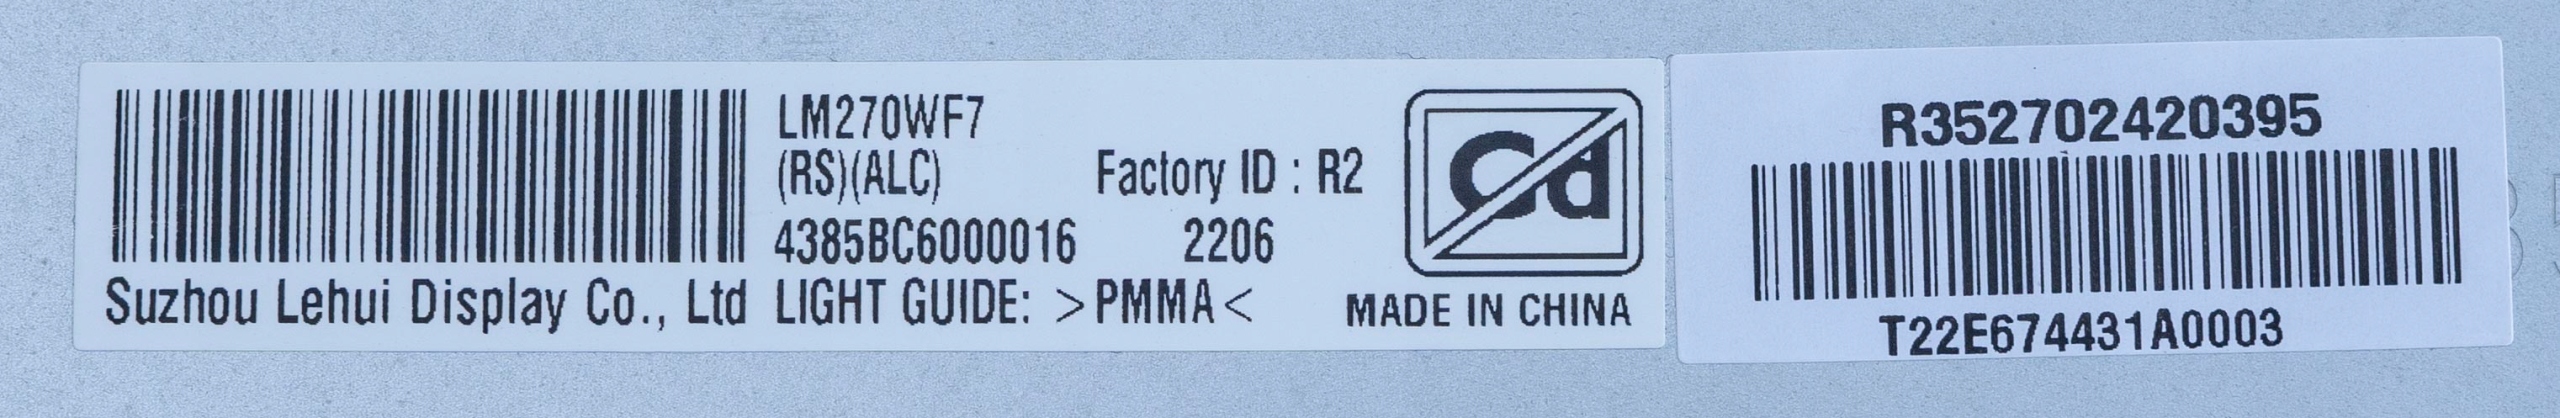 LM270WF7
(RS)(ALC) Factory ID : R2
4385BC6000016 2206
Suzhou Lehui Display Co., Ltd LIGHT GUIDE: >PMMA<
Cd
MADE IN CHINA
R352702420395
T22E674431A0003